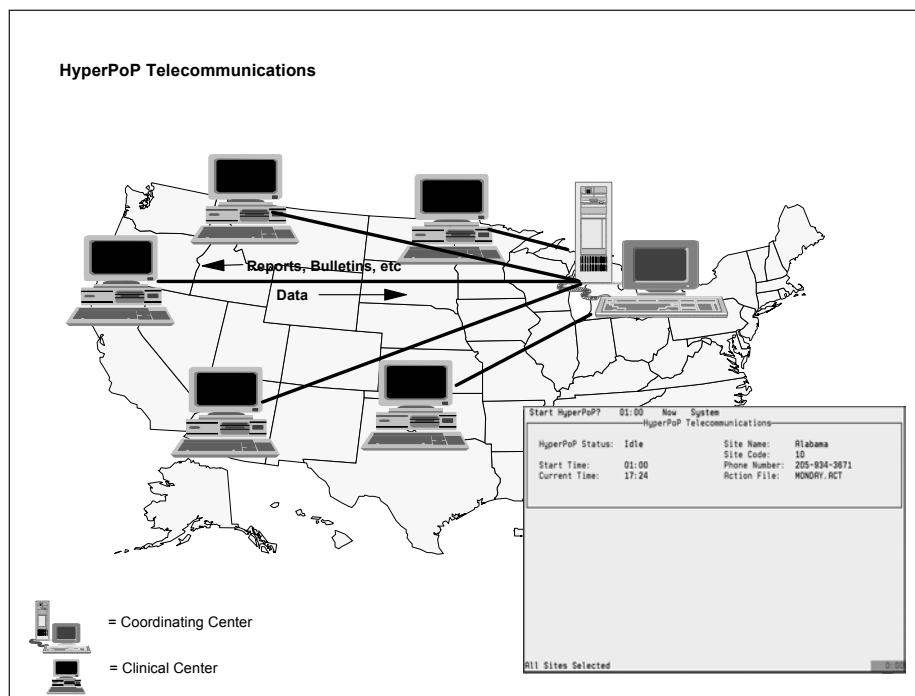 HyperPoP Telecommunications
Reports, Bulletins, etc
Data
Start HyperPoP? 01:00 Now System
HyperPoP Telecommunications
HyperPoP Status: Idle Site Name: Alabama
Site Code: 10
Start Time: 01:00 Phone Number: 205-934-3671
Current Time: 17:24 Action File: MONDAY.ACT
All Sites Selected 0:00
= Coordinating Center
= Clinical Center